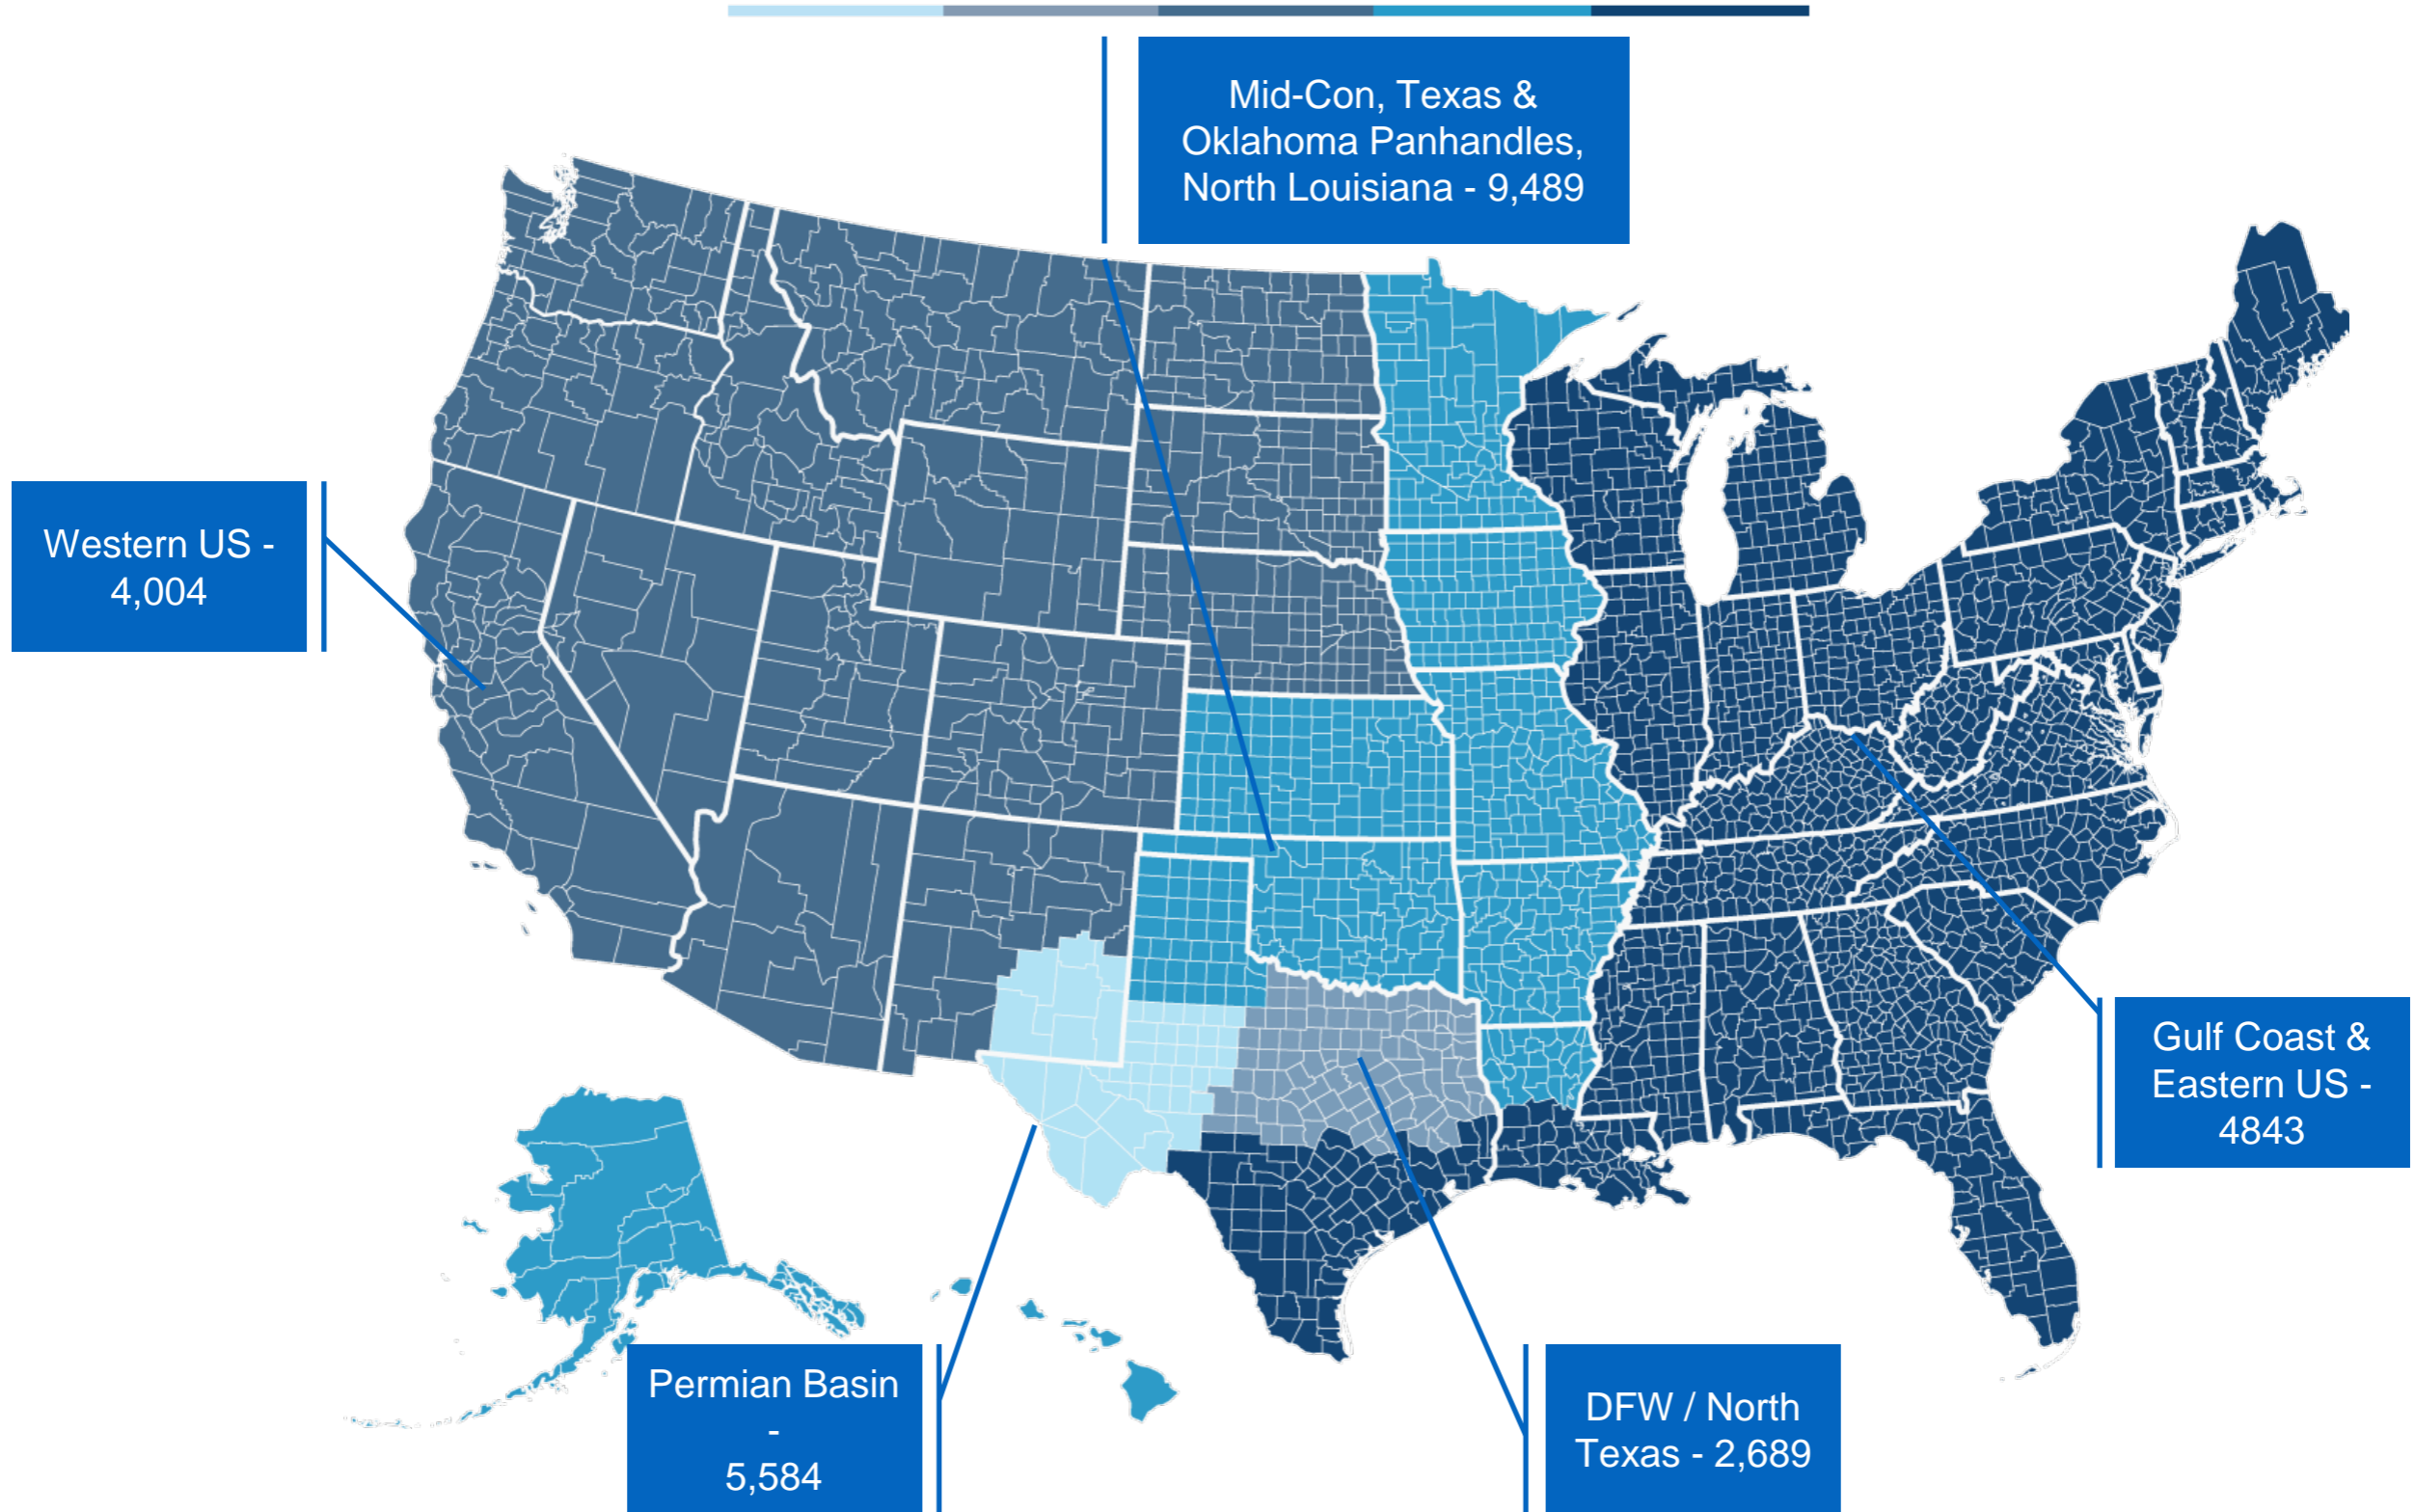 Mid-Con, Texas &
Oklahoma Panhandles,
North Louisiana - 9,489
Western US -
4,004
Gulf Coast &
Eastern US -
4843
Permian Basin
-
5,584
DFW / North
Texas - 2,689